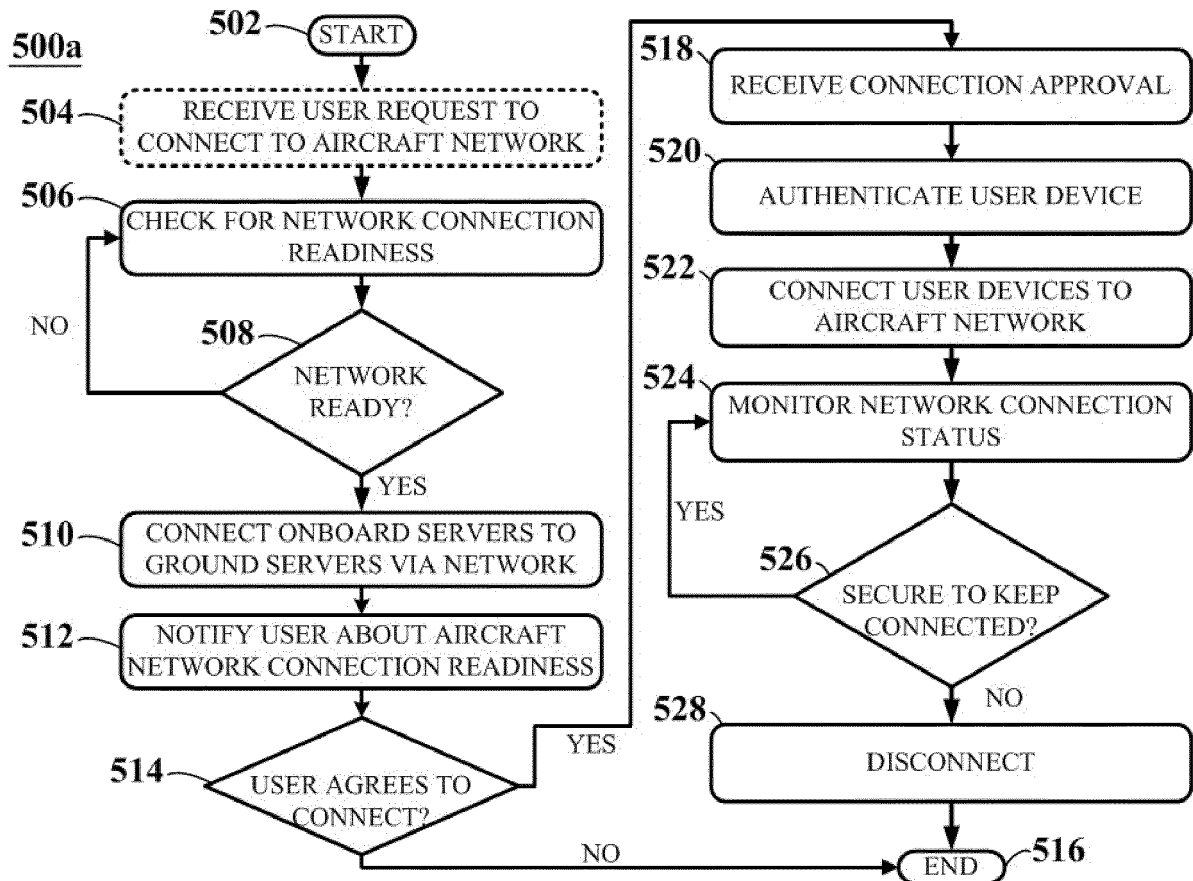 500a
502
START
504
RECEIVE USER REQUEST TO
CONNECT TO AIRCRAFT NETWORK
506
CHECK FOR NETWORK CONNECTION
READINESS
NO
508
NETWORK
READY?
YES
510
CONNECT ONBOARD SERVERS TO
GROUND SERVERS VIA NETWORK
512
NOTIFY USER ABOUT AIRCRAFT
NETWORK CONNECTION READINESS
514
USER AGREES TO
CONNECT?
YES
NO
518
RECEIVE CONNECTION APPROVAL
520
AUTHENTICATE USER DEVICE
522
CONNECT USER DEVICES TO
AIRCRAFT NETWORK
524
MONITOR NETWORK CONNECTION
STATUS
YES
526
SECURE TO KEEP
CONNECTED?
NO
528
DISCONNECT
END
516